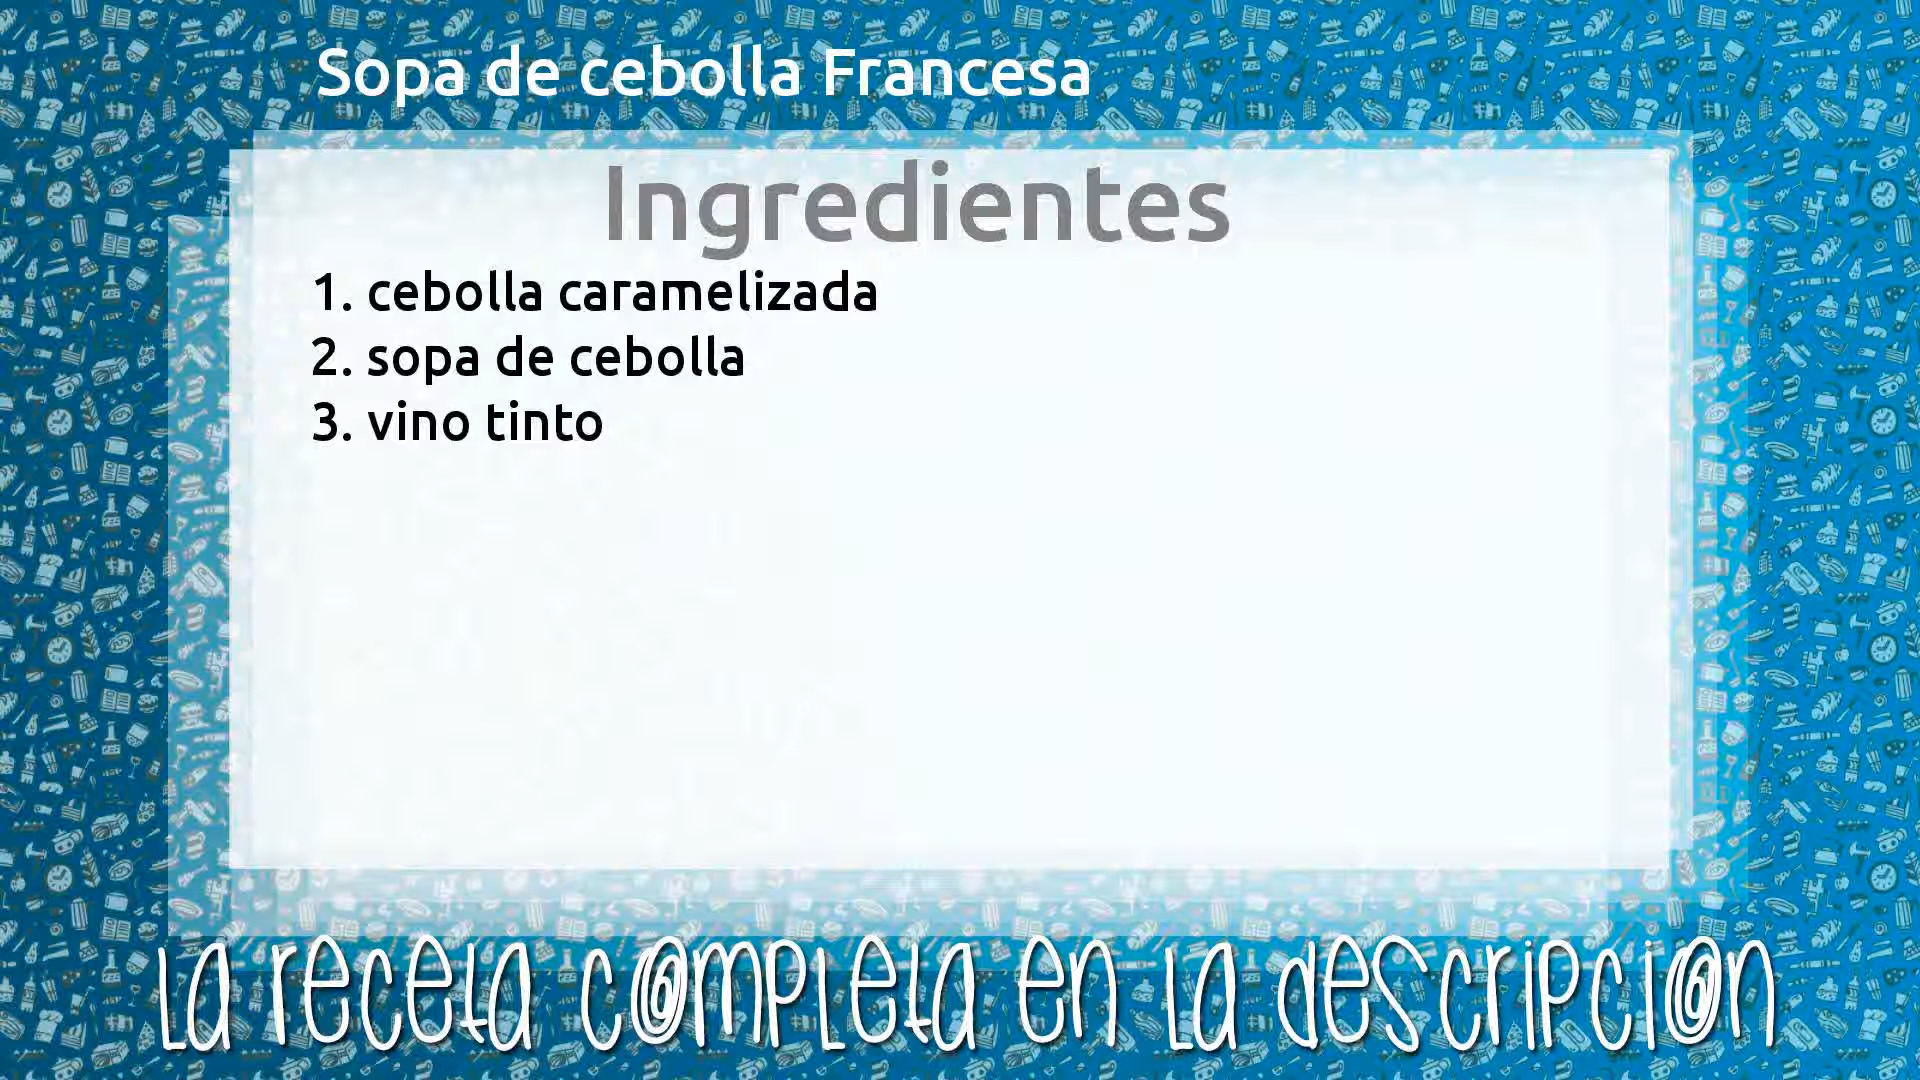 Sopa de cebolla Francesa
Ingredientes
1. cebolla caramelizada
2. sopa de cebolla
3. vino tinto
La receta completa en la descripción